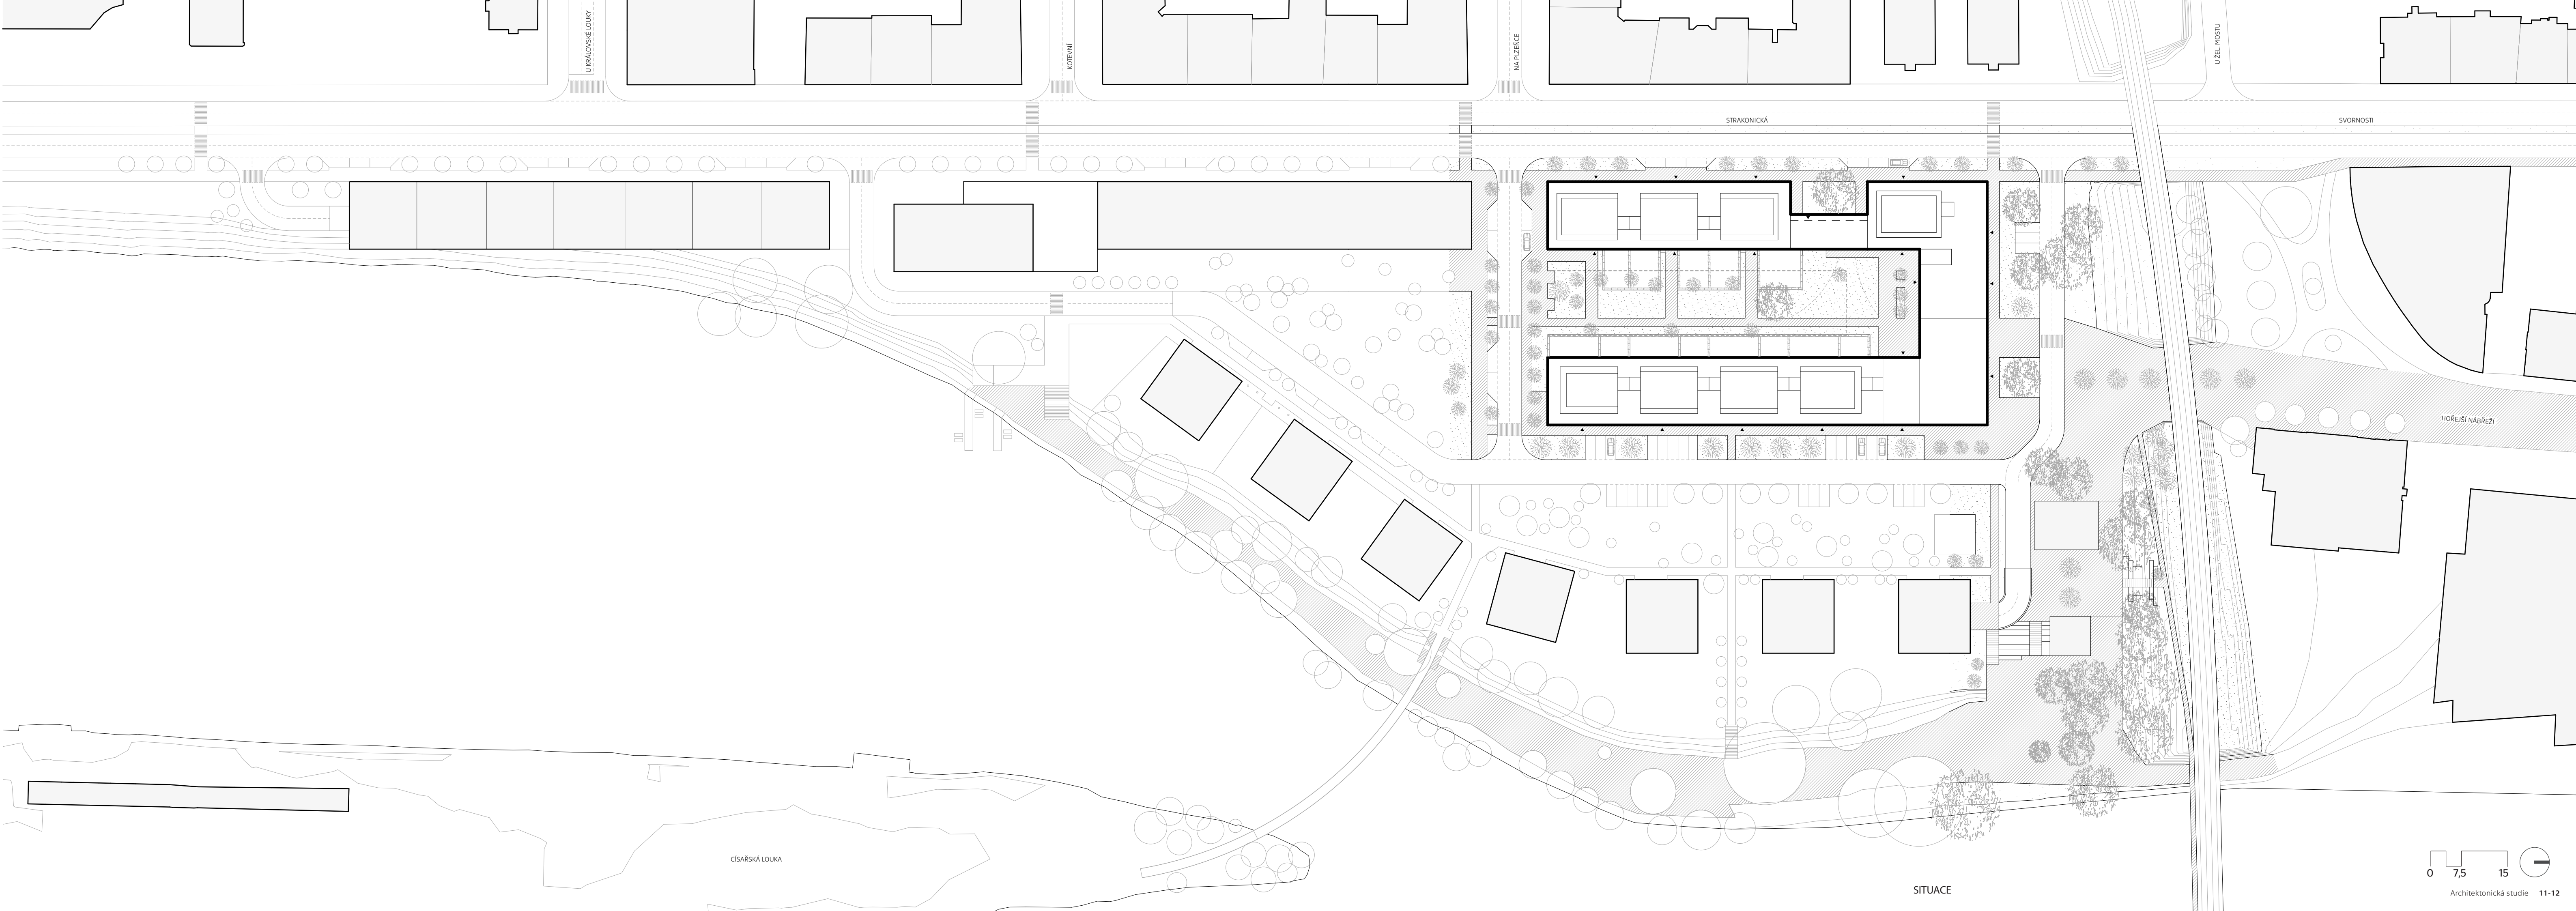 U KRÁLOVSKÉ LOUKY
KOTEVNÍ
NA PLZEŇCE
U ŽEL. MOSTU
STRAKONICKÁ
SVORNOSTI
HOŘEJŠÍ NÁBŘEŽÍ
CÍSAŘSKÁ LOUKA
SITUACE
0 7,5 15
Architektonická studie 11-12